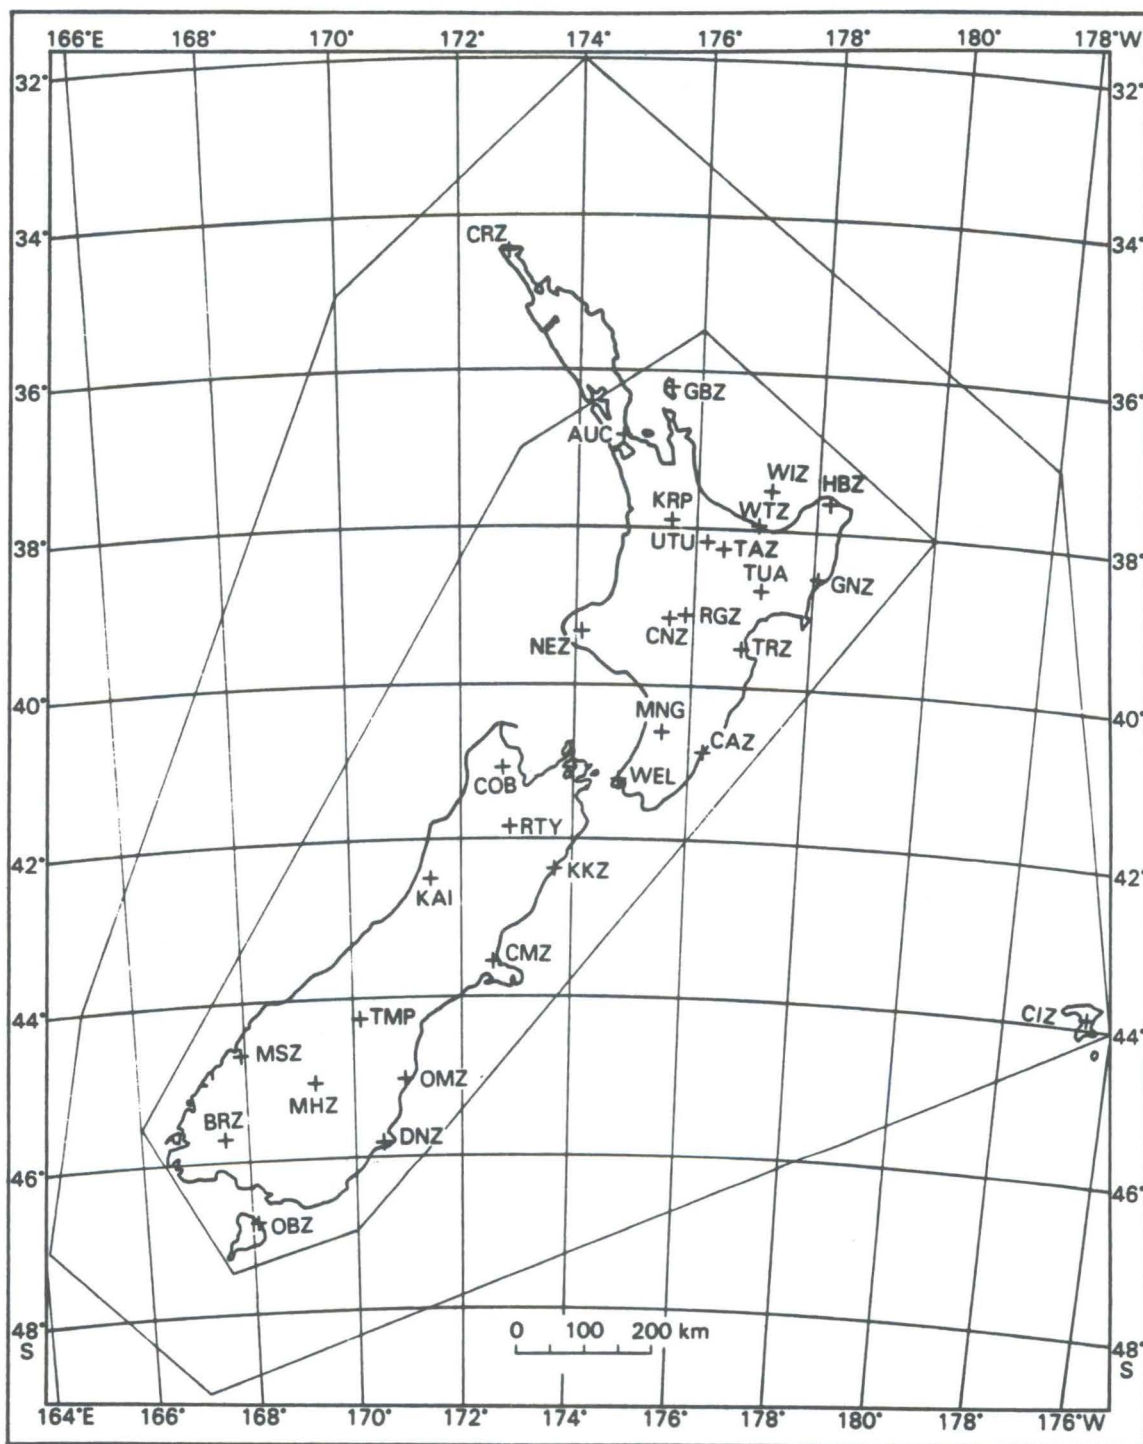 166°E 168° 170° 172° 174° 176° 178° 180° 178°W
32° 32°
34° 34°
CRZ
36° 36°
GBZ
AUC
WIZ
HBZ
KRP
WTZ
38° UTU TAZ 38°
TUA
GNZ
RGZ
CNZ
NEZ TRZ
40° MNG 40°
CAZ
COB WEL
RTY
42° KKZ 42°
KAI
CMZ
44° TMP CIZ 44°
MSZ
OMZ
MHZ
BRZ DNZ
46° 46°
OBZ
48° 0 100 200 km 48°
S S
164°E 166° 168° 170° 172° 174° 176° 178° 180° 178° 176°W